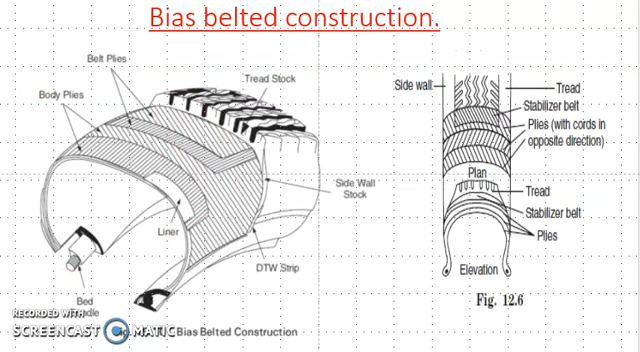 Bias belted construction.
Belt Plies
Body Plies
Tread Stock
Side Wall
Stock
Liner
DTW Strip
Bed
Bias Belted Construction
Side wall
Tread
Stabilizer belt
Plies (with cords in
opposite direction)
Plan
Tread
Stabilizer belt
Plies
Elevation
Fig. 12.6
RECORDED WITH
SCREENCAST MATIC